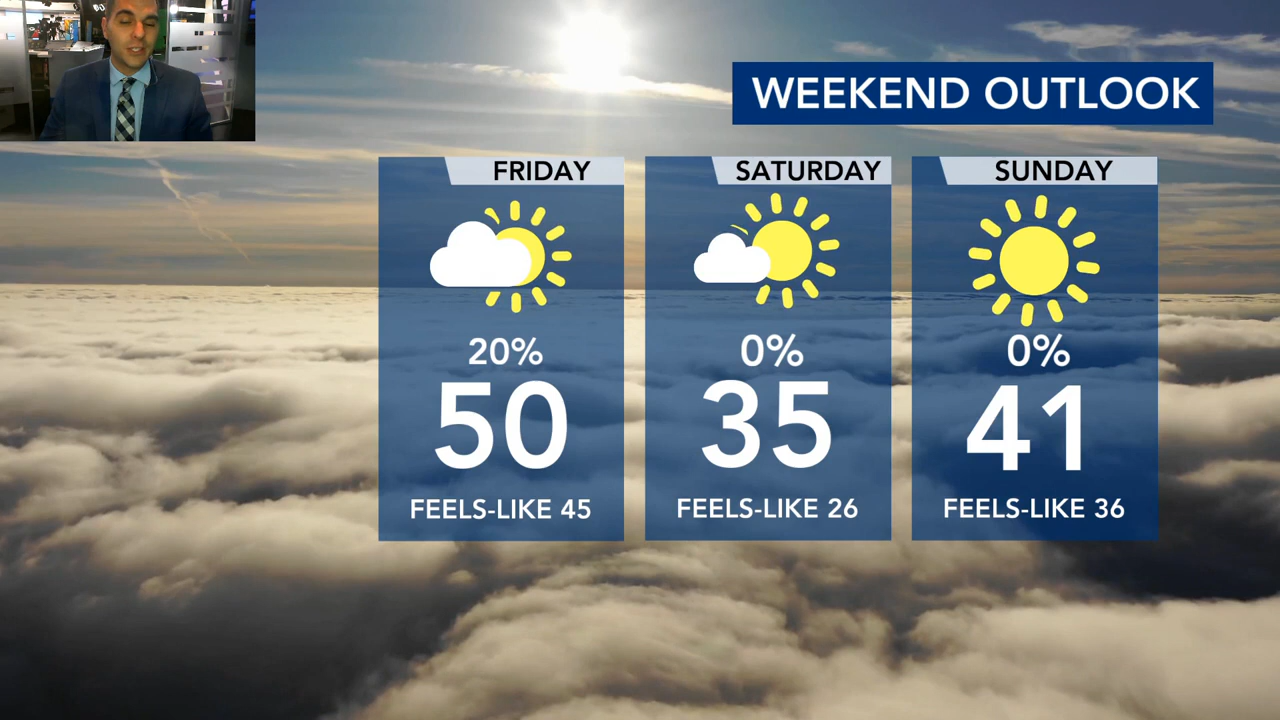 WEEKEND OUTLOOK
FRIDAY
20%
50
FEELS-LIKE 45
SATURDAY
0%
35
FEELS-LIKE 26
SUNDAY
0%
41
FEELS-LIKE 36